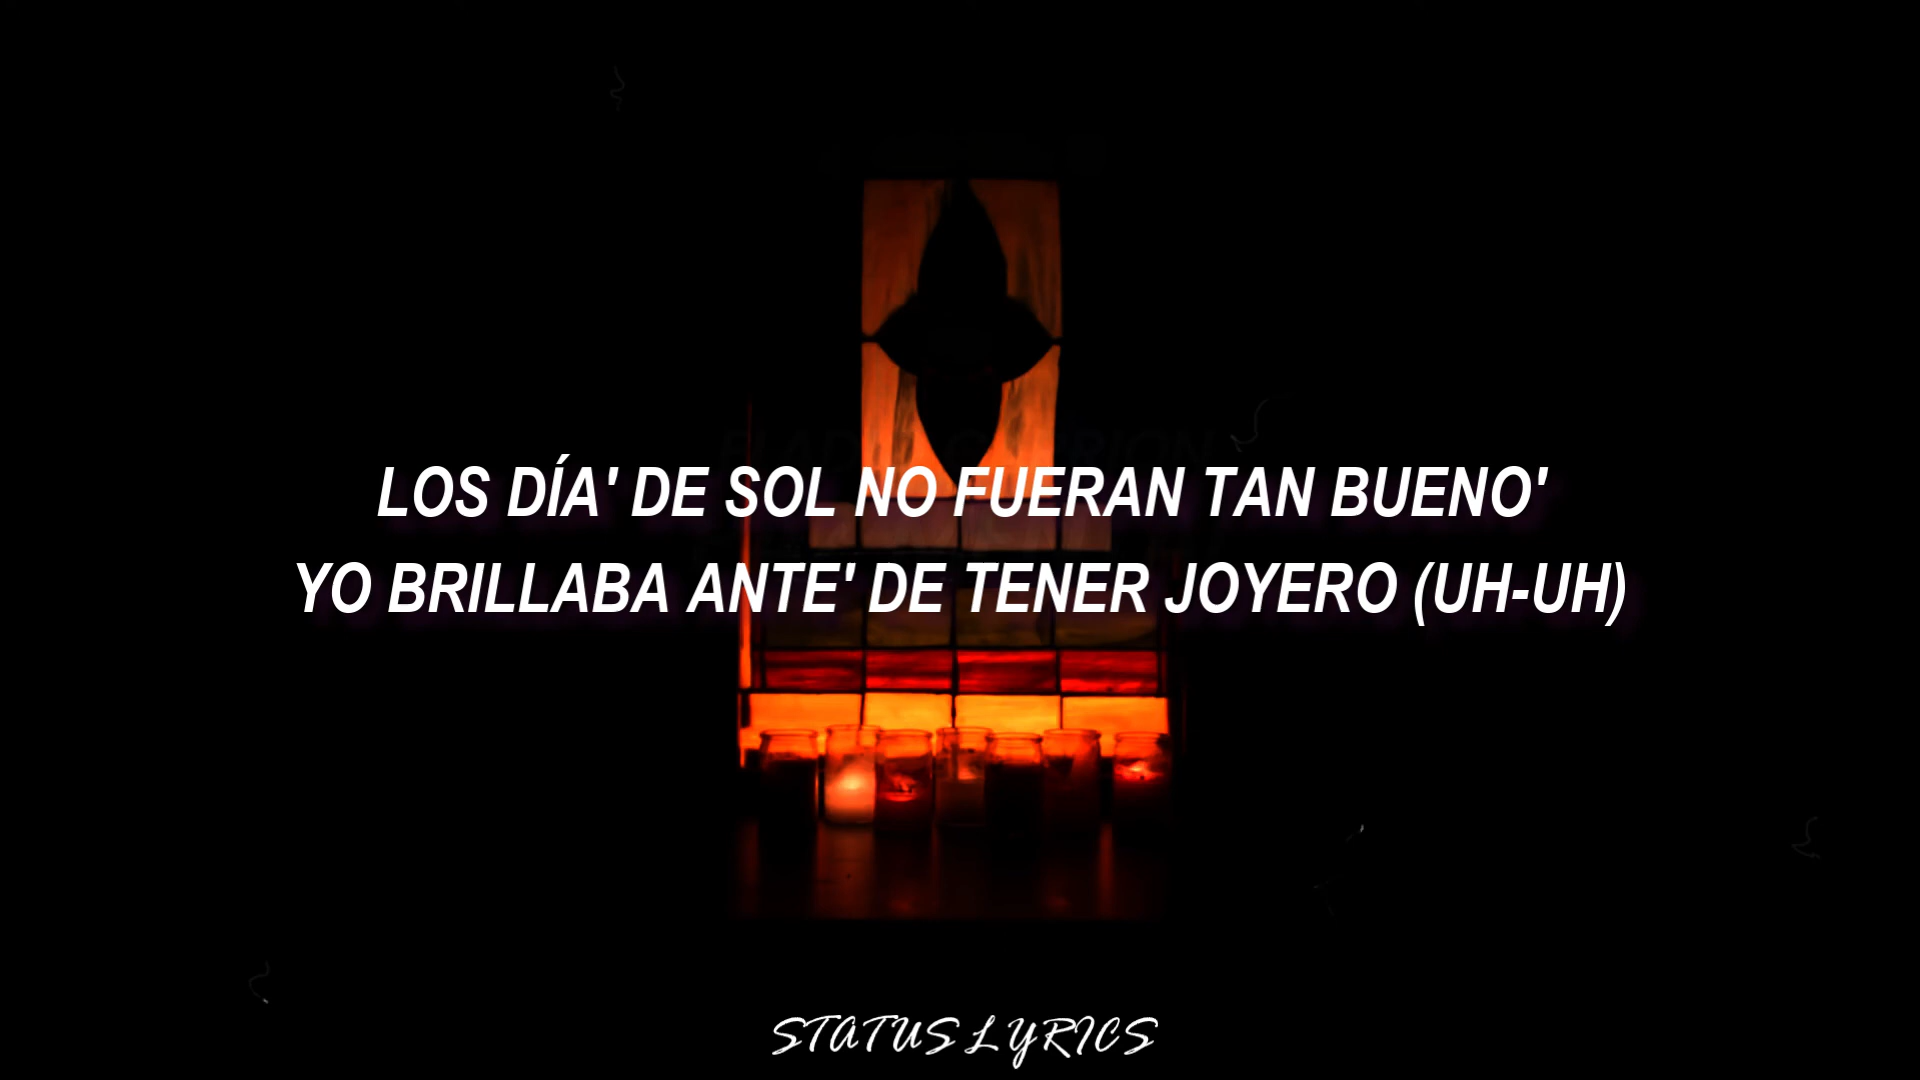 LOS DÍA' DE SOL NO FUERAN TAN BUENO'
YO BRILLABA ANTE' DE TENER JOYERO (UH-UH)
STATUS LYRICS